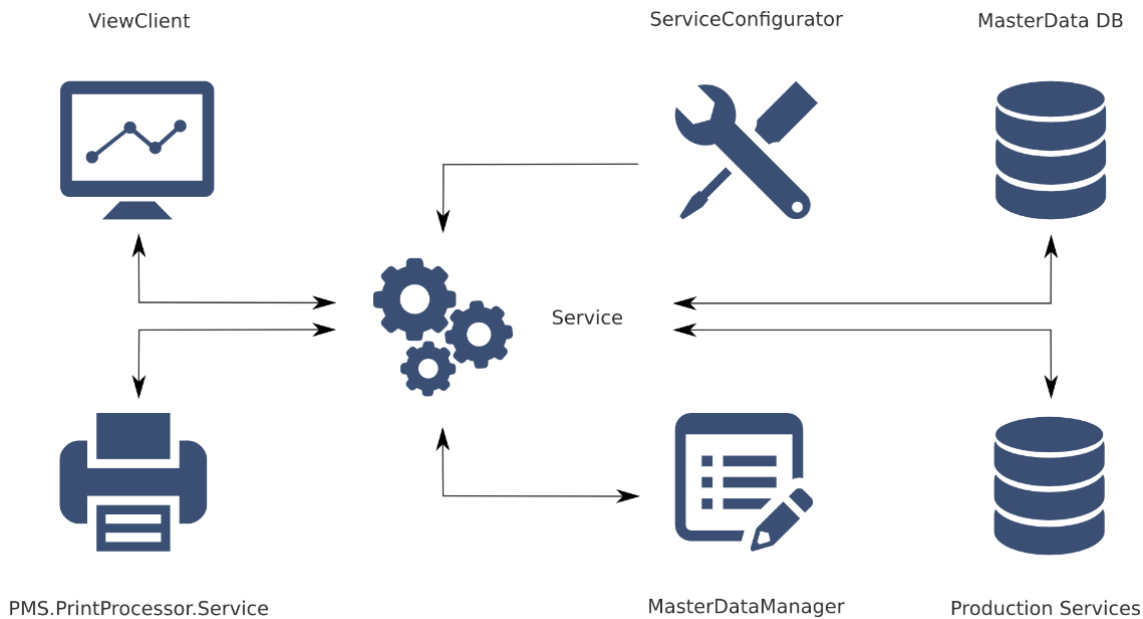 ViewClient
ServiceConfigurator
MasterData DB
Service
PMS.PrintProcessor.Service
MasterDataManager
Production Services